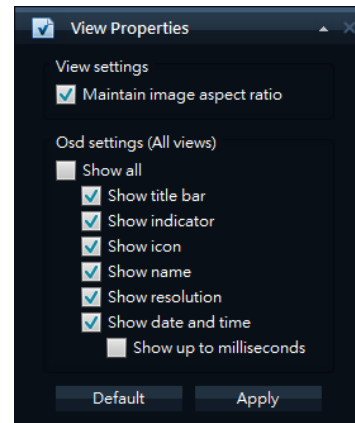 View Properties
View settings
Maintain image aspect ratio
Osd settings (All views)
Show all
Show title bar
Show indicator
Show icon
Show name
Show resolution
Show date and time
Show up to milliseconds
Default Apply